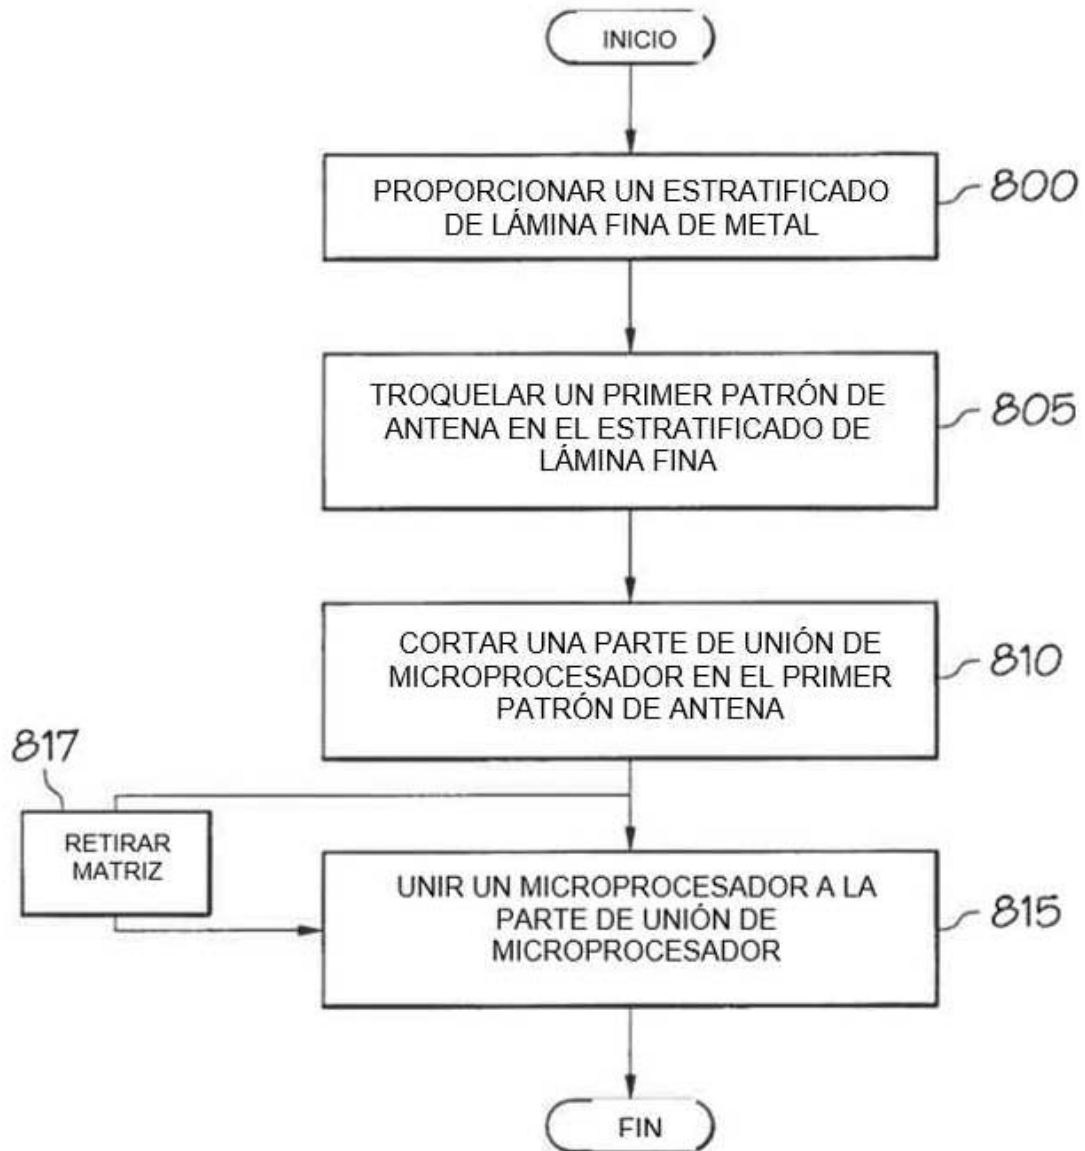 INICIO
PROPORCIONAR UN ESTRATIFICADO
DE LÁMINA FINA DE METAL
800
TROQUELAR UN PRIMER PATRÓN DE
ANTENA EN EL ESTRATIFICADO DE
LÁMINA FINA
805
CORTAR UNA PARTE DE UNIÓN DE
MICROPROCESADOR EN EL PRIMER
PATRÓN DE ANTENA
810
817
RETIRAR
MATRIZ
UNIR UN MICROPROCESADOR A LA
PARTE DE UNIÓN DE
MICROPROCESADOR
815
FIN